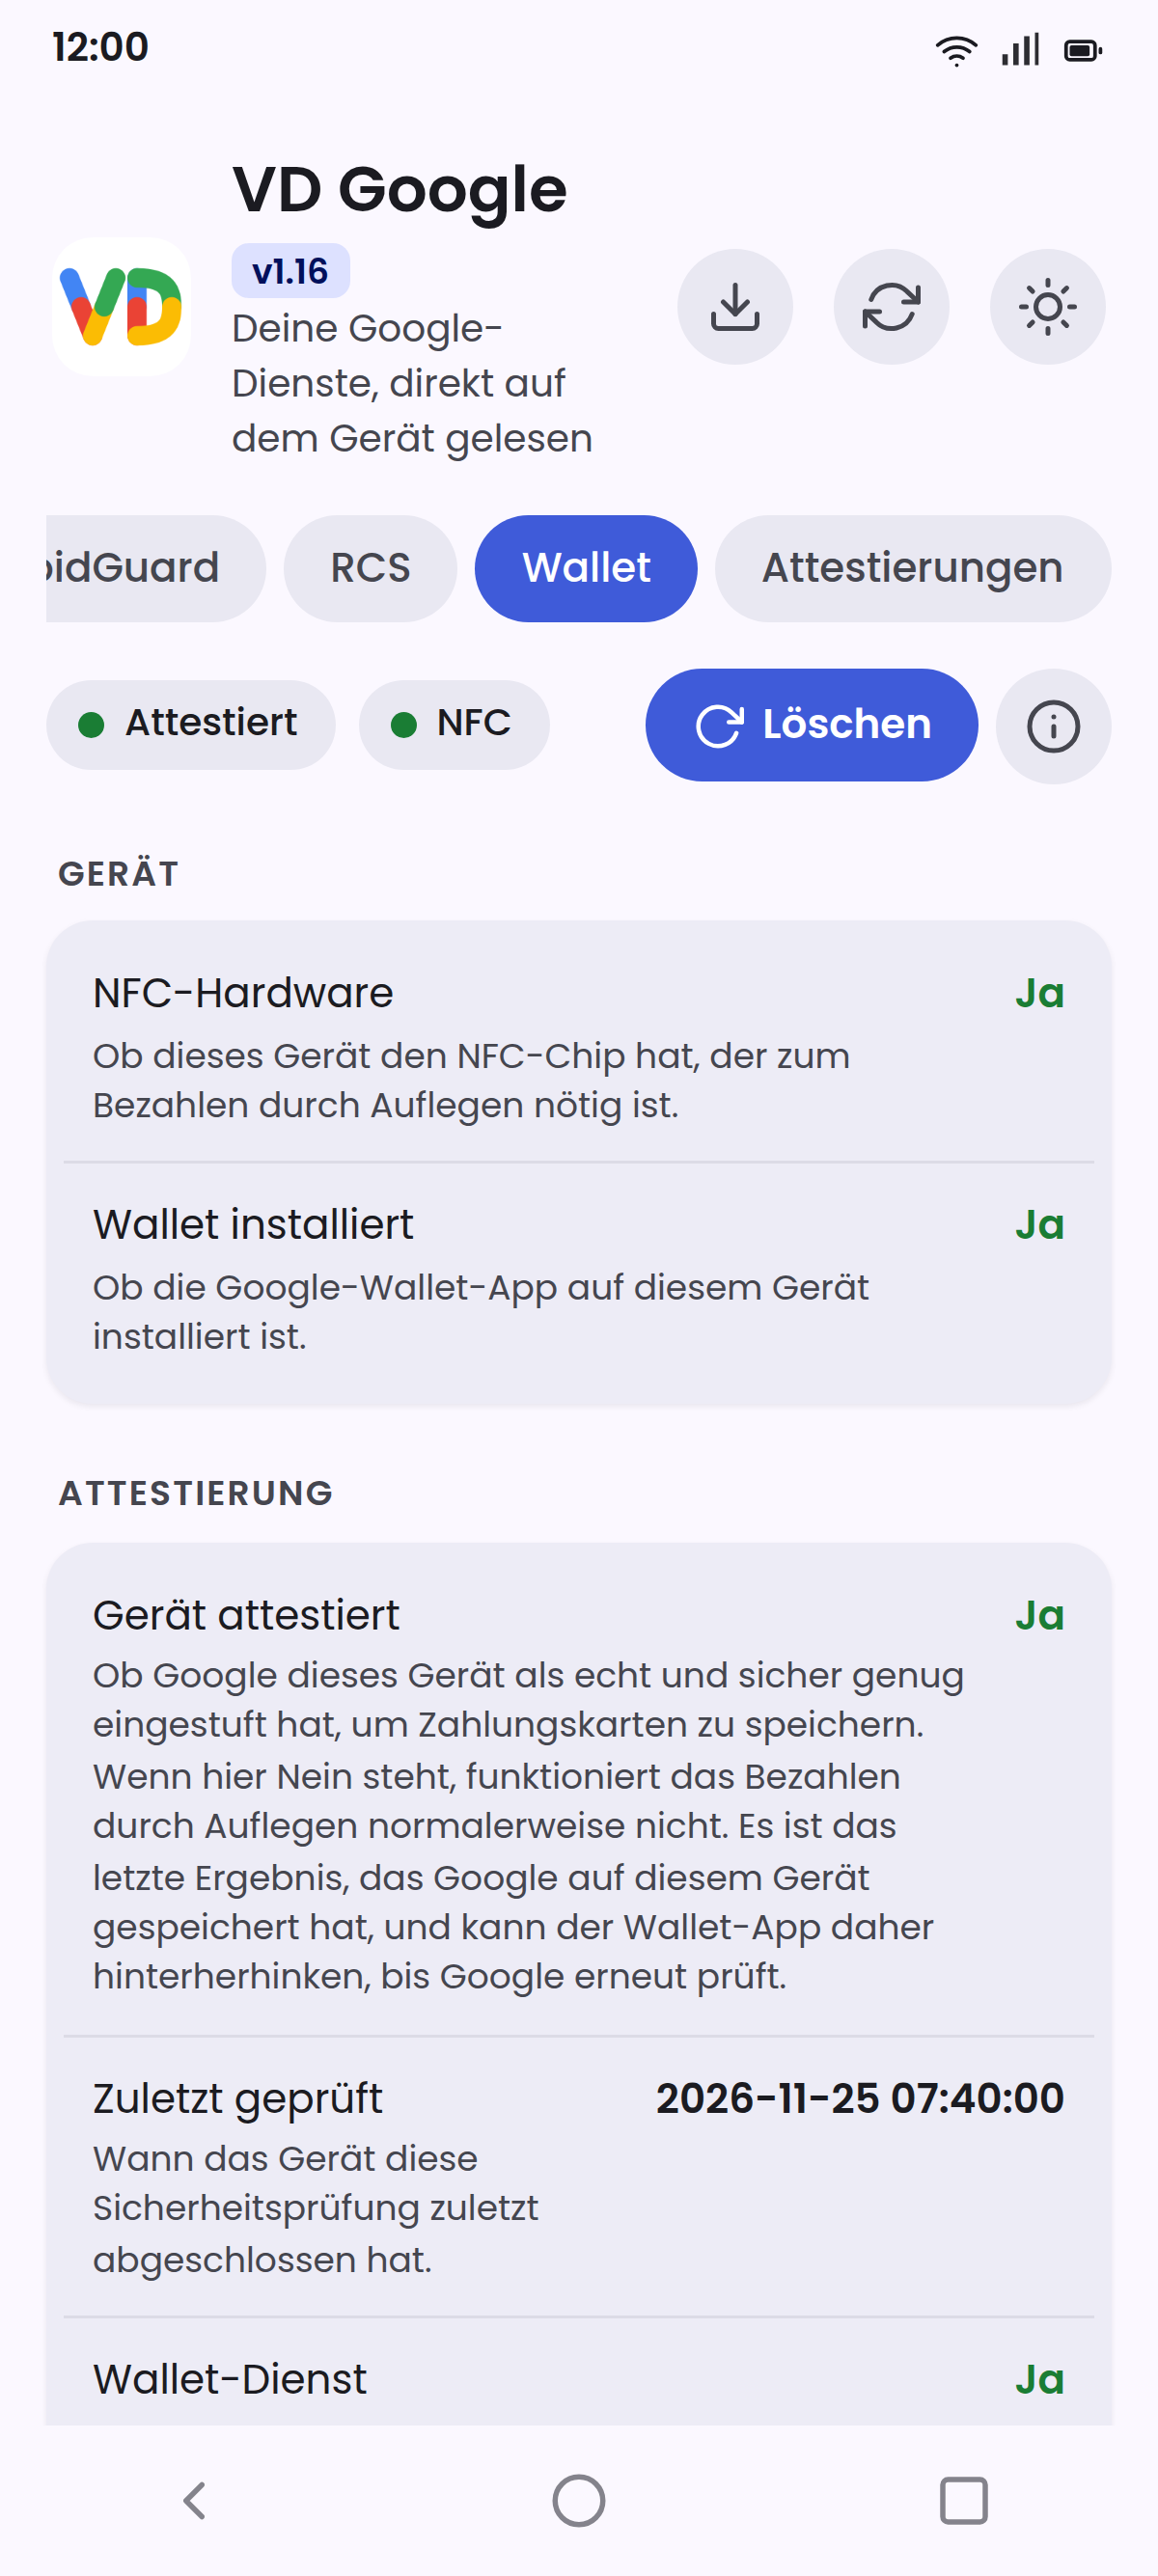 12:00
VD Google
VD
v1.16
Deine Google-
Dienste, direkt auf
dem Gerät gelesen
oidGuard
RCS
Wallet
Attestierungen
Attestiert
NFC
Löschen
GERÄT
NFC-Hardware
Ja
Ob dieses Gerät den NFC-Chip hat, der zum
Bezahlen durch Auflegen nötig ist.
Wallet installiert
Ja
Ob die Google-Wallet-App auf diesem Gerät
installiert ist.
ATTESTIERUNG
Gerät attestiert
Ja
Ob Google dieses Gerät als echt und sicher genug
eingestuft hat, um Zahlungskarten zu speichern.
Wenn hier Nein steht, funktioniert das Bezahlen
durch Auflegen normalerweise nicht. Es ist das
letzte Ergebnis, das Google auf diesem Gerät
gespeichert hat, und kann der Wallet-App daher
hinterherhinken, bis Google erneut prüft.
Zuletzt geprüft
2026-11-25 07:40:00
Wann das Gerät diese
Sicherheitsprüfung zuletzt
abgeschlossen hat.
Wallet-Dienst
Ja